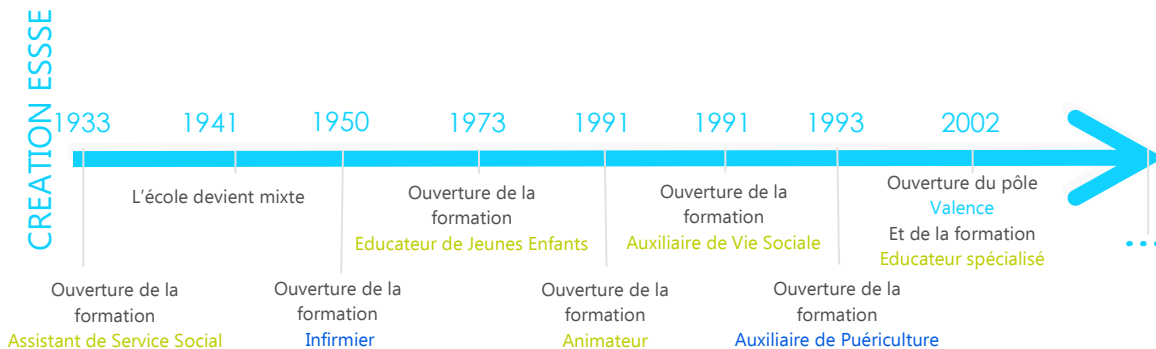 CREATION ESSSE
1933
1941
1950
1973
1991
1991
1993
2002
L'école devient mixte
Ouverture de la
formation
Educateur de Jeunes Enfants
Ouverture de la
formation
Auxiliaire de Vie Sociale
Ouverture du pôle
Valence
Et de la formation
Educateur spécialisé
...
Ouverture de la
formation
Assistant de Service Social
Ouverture de la
formation
Infirmier
Ouverture de la
formation
Animateur
Ouverture de la
formation
Auxiliaire de Puériculture